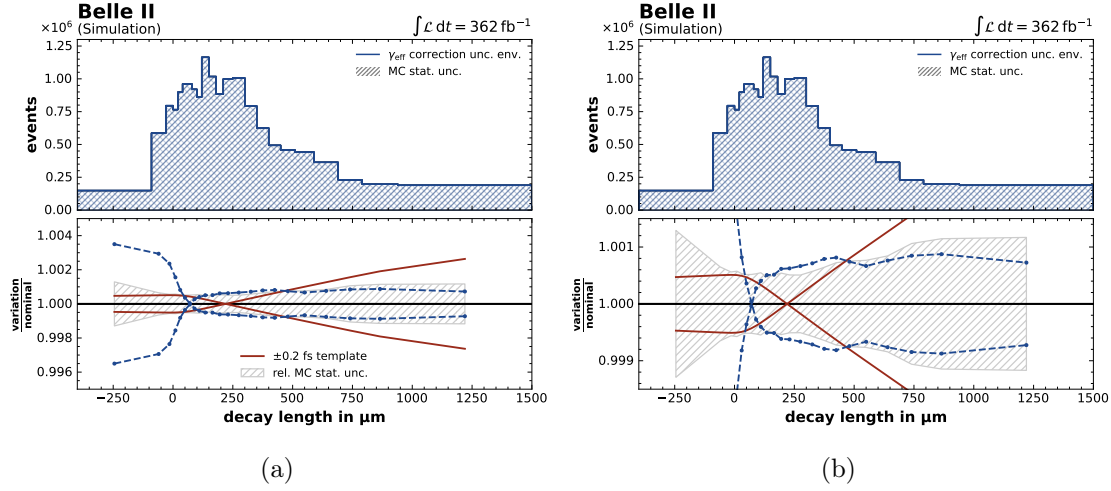 Belle II
(Simulation)
∫ ℒ dt = 362 fb⁻¹
×10⁶
1.25
1.00
0.75
0.50
0.25
0.00
events
γeff correction unc. env.
MC stat. unc.
1.004
1.002
1.000
0.998
0.996
variation
nominal
±0.2 fs template
rel. MC stat. unc.
−250 0 250 500 750 1000 1250 1500
decay length in μm
(a)
Belle II
(Simulation)
∫ ℒ dt = 362 fb⁻¹
×10⁶
1.25
1.00
0.75
0.50
0.25
0.00
events
γeff correction unc. env.
MC stat. unc.
1.001
1.000
0.999
variation
nominal
−250 0 250 500 750 1000 1250 1500
decay length in μm
(b)